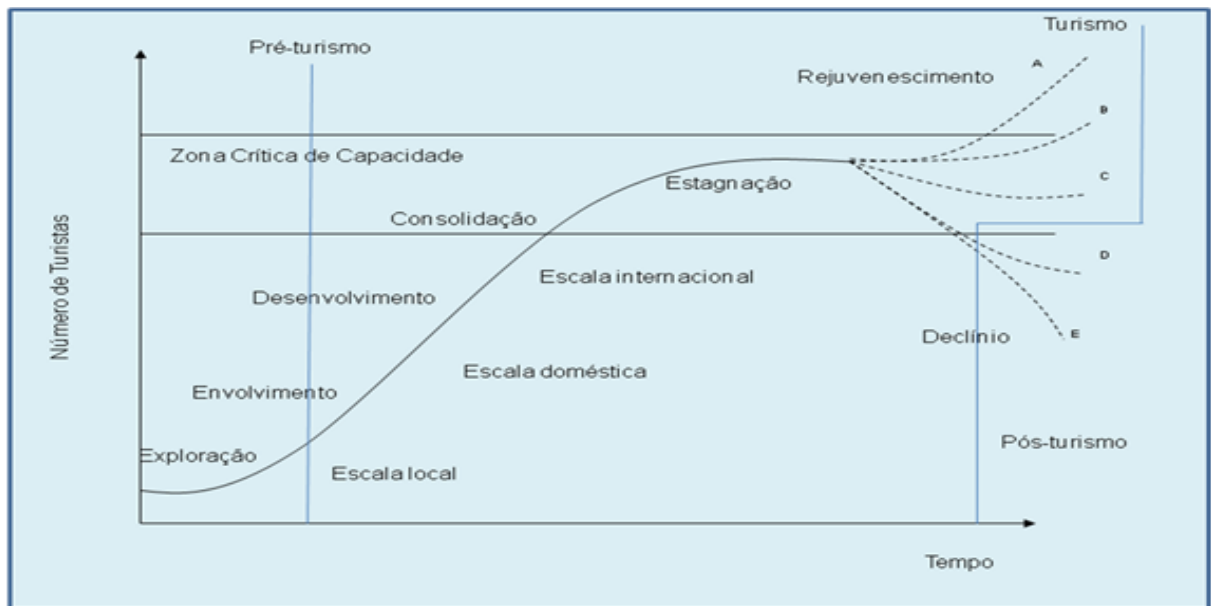 Turismo
Pré-turismo
Rejuvenescimento
A
B
Zona Crítica de Capacidade
C
Estagnação
Consolidação
D
Escala internacional
Desenvolvimento
Número de Turistas
Declínio
E
Escala doméstica
Envolvimento
Pós-turismo
Exploração
Escala local
Tempo